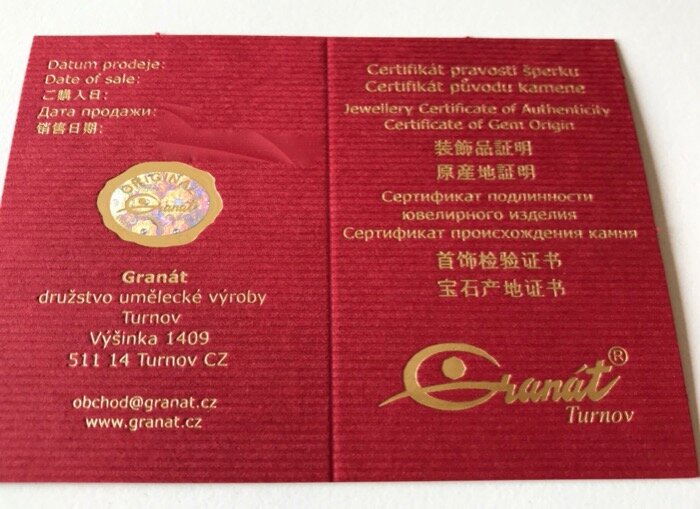 Datum prodeje:
Date of sale:
ご購入日:
Дата продажи:
销售日期:
ORIGINAL
Granát
Granát
družstvo umělecké výroby
Turnov
Výšinka 1409
511 14 Turnov CZ
obchod@granat.cz
www.granat.cz
Certifikát pravosti šperku
Certifikát původu kamene
Jewellery Certificate of Authenticity
Certificate of Gem Origin
装飾品証明
原産地証明
Сертификат подлинности
ювелирного изделия
Сертификат происхождения камня
首饰检验证书
宝石产地证书
Granát®
Turnov